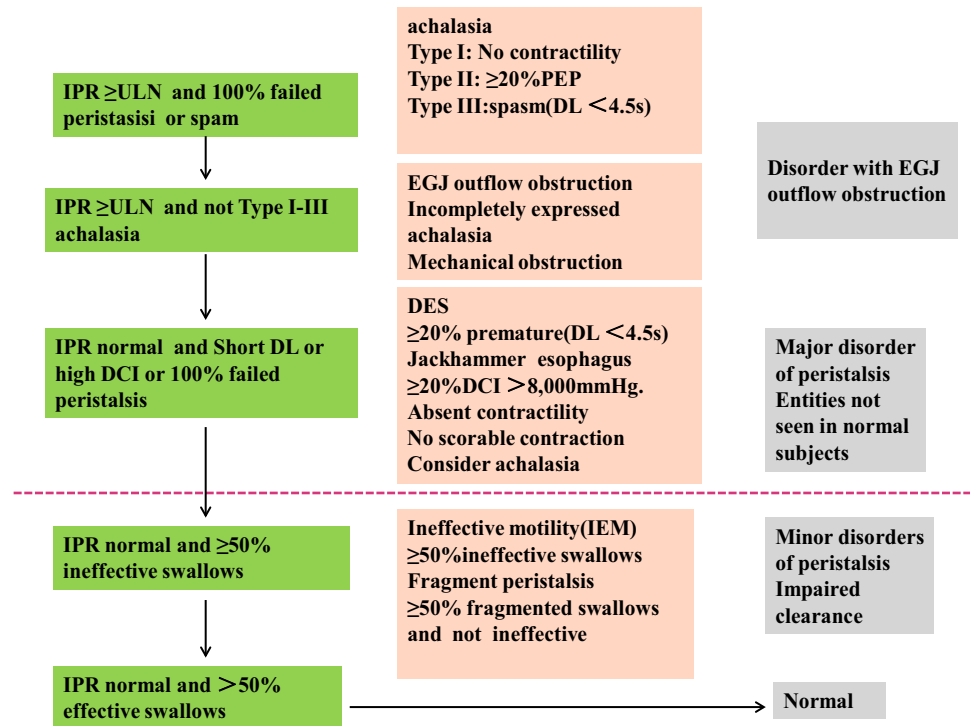 IPR ≥ULN and 100% failed
peristasisi or spam
achalasia
Type I: No contractility
Type II: ≥20%PEP
Type III:spasm(DL <4.5s)
Disorder with EGJ
outflow obstruction
IPR ≥ULN and not Type I-III
achalasia
EGJ outflow obstruction
Incompletely expressed
achalasia
Mechanical obstruction
IPR normal and Short DL or
high DCI or 100% failed
peristalsis
DES
≥20% premature(DL <4.5s)
Jackhammer esophagus
≥20%DCI >8,000mmHg.
Absent contractility
No scorable contraction
Consider achalasia
Major disorder
of peristalsis
Entities not
seen in normal
subjects
IPR normal and ≥50%
ineffective swallows
Ineffective motility(IEM)
≥50%ineffective swallows
Fragment peristalsis
≥50% fragmented swallows
and not ineffective
Minor disorders
of peristalsis
Impaired
clearance
IPR normal and >50%
effective swallows
Normal